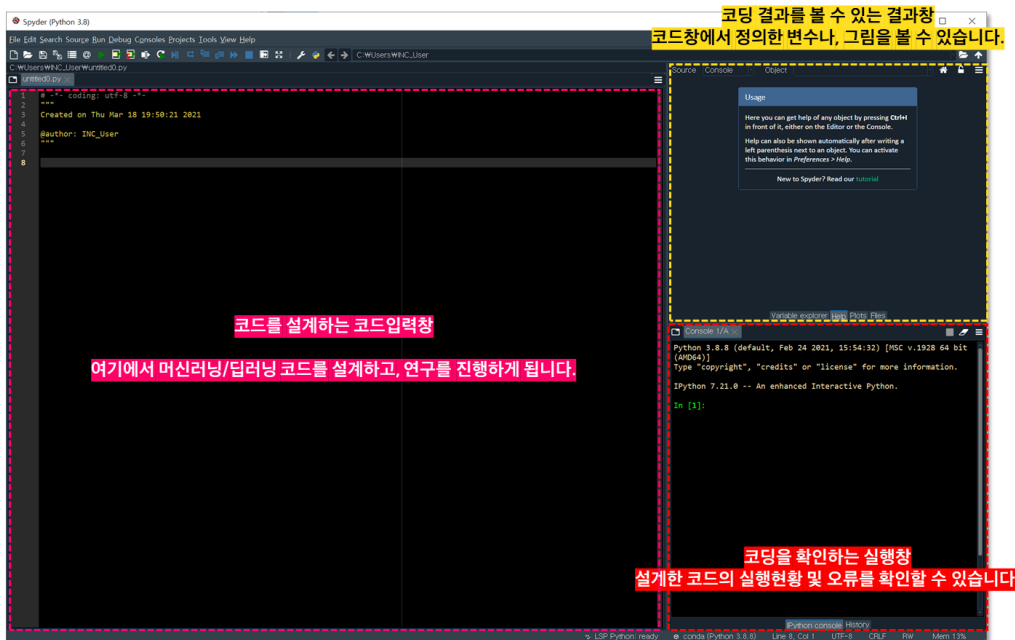 Spyder (Python 3.8)
코딩 결과를 볼 수 있는 결과창
코드창에서 정의한 변수나, 그림을 볼 수 있습니다.
File Edit Search Source Run Debug Consoles Projects Tools View Help
C:₩Users₩INC_User
C:₩Users₩INC_User₩untitled0.py
untitled0.py
1 # -*- coding: utf-8 -*-
2 """
3 Created on Thu Mar 18 19:50:21 2021
4
5 @author: INC_User
6 """
7
8
코드를 설계하는 코드입력창
여기에서 머신러닝/딥러닝 코드를 설계하고, 연구를 진행하게 됩니다.
Source Console Object
Usage
Here you can get help of any object by pressing Ctrl+I
in front of it, either on the Editor or the Console.
Help can also be shown automatically after writing a
left parenthesis next to an object. You can activate
this behavior in Preferences > Help.
New to Spyder? Read our tutorial
Variable explorer Help Plots Files
Console 1/A
Python 3.8.8 (default, Feb 24 2021, 15:54:32) [MSC v.1928 64 bit
(AMD64)]
Type "copyright", "credits" or "license" for more information.
IPython 7.21.0 -- An enhanced Interactive Python.
In [1]:
코딩을 확인하는 실행창
설게한 코드의 실행현황 및 오류를 확인할 수 있습니다
IPython console History
LSP Python: ready conda (Python 3.8.8) Line 8, Col 1 UTF-8 CRLF RW Mem 13%